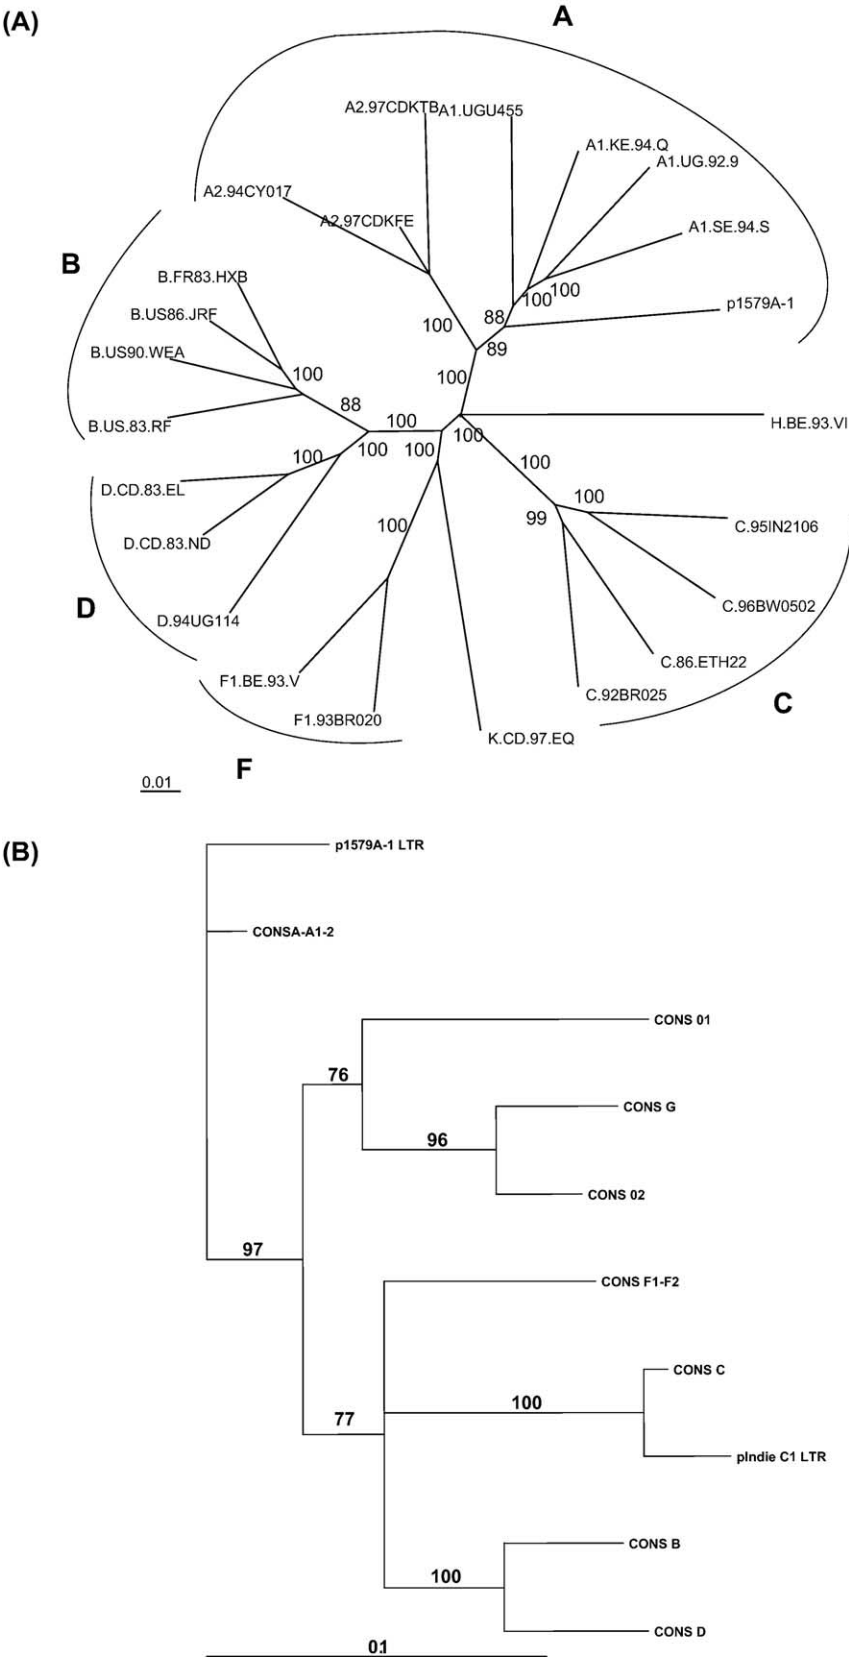 (A)
A
A2.97CDKTB
A1.UGU455
A1.KE.94.Q
A1.UG.92.9
A2.94CY017
A2.97CDKFE
A1.SE.94.S
B
B.FR83.HXB
100
100
p1579A-1
B.US86.JRF
100
88
89
B.US90.WEA
100
100
88
B.US.83.RF
100
H.BE.93.VI
100
100
100
100
100
100
D.CD.83.EL
100
99
C.95IN2106
D.CD.83.ND
100
D
D.94UG114
C.96BW0502
C.86.ETH22
F1.BE.93.V
C.92BR025
C
F1.93BR020
K.CD.97.EQ
F
0.01
(B)
p1579A-1 LTR
CONSA-A1-2
CONS 01
76
CONS G
96
CONS 02
97
CONS F1-F2
CONS C
100
77
pIndie C1 LTR
CONS B
100
CONS D
0.1